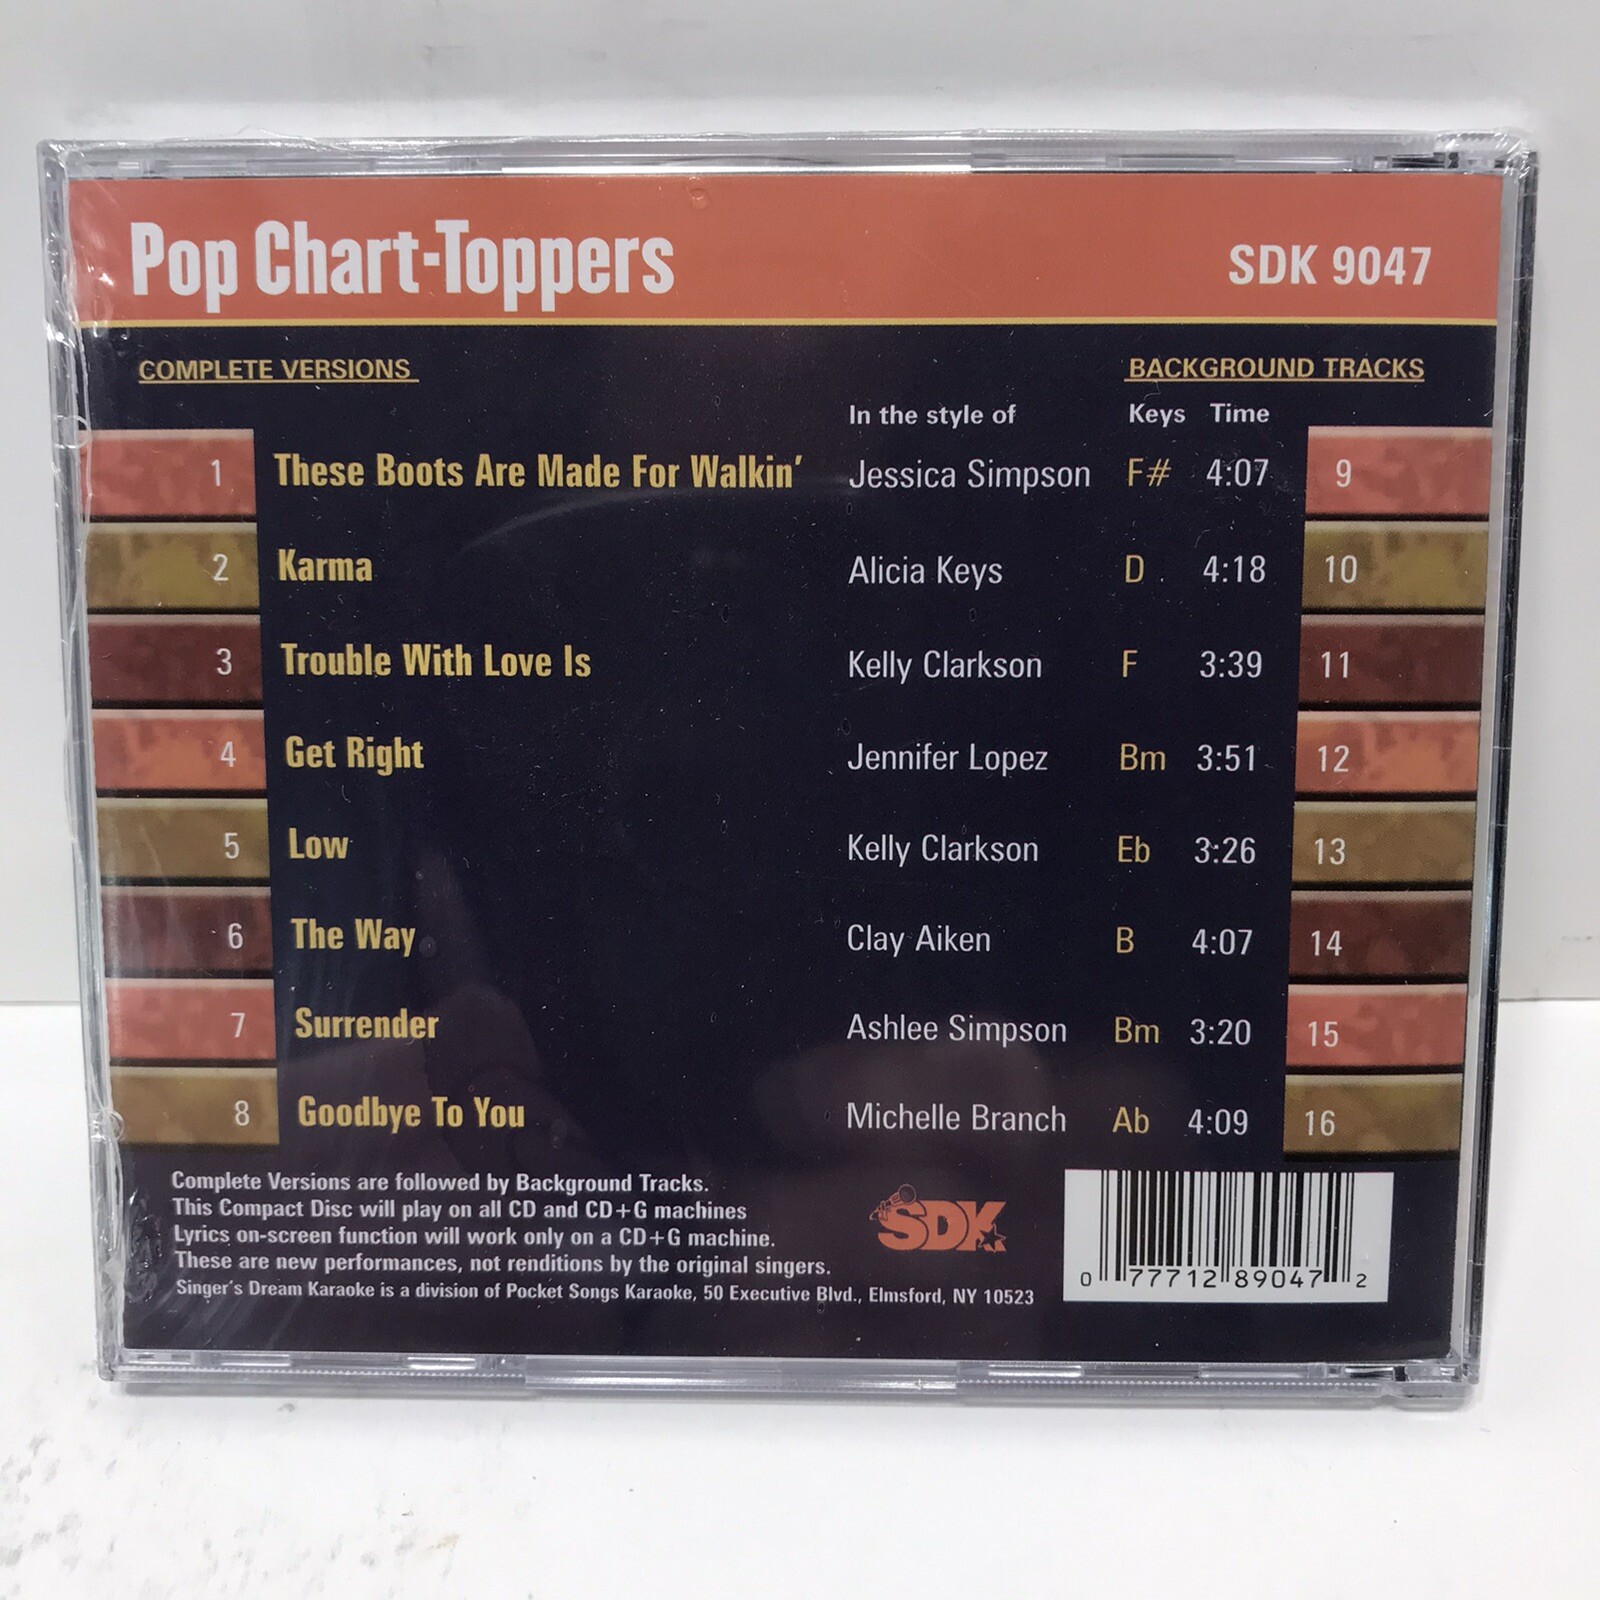 Pop Chart-Toppers SDK 9047
COMPLETE VERSIONS BACKGROUND TRACKS
In the style of Keys Time
1 These Boots Are Made For Walkin' Jessica Simpson F# 4:07 9
2 Karma Alicia Keys D 4:18 10
3 Trouble With Love Is Kelly Clarkson F 3:39 11
4 Get Right Jennifer Lopez Bm 3:51 12
5 Low Kelly Clarkson Eb 3:26 13
6 The Way Clay Aiken B 4:07 14
7 Surrender Ashlee Simpson Bm 3:20 15
8 Goodbye To You Michelle Branch Ab 4:09 16
Complete Versions are followed by Background Tracks.
This Compact Disc will play on all CD and CD+G machines
Lyrics on-screen function will work only on a CD+G machine.
These are new performances, not renditions by the original singers.
Singer's Dream Karaoke is a division of Pocket Songs Karaoke, 50 Executive Blvd., Elmsford, NY 10523
SDK
0 77712 89047 2